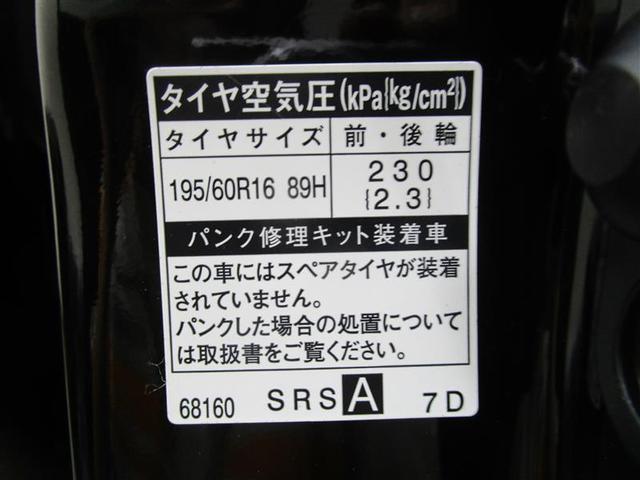 タイヤ空気圧(kPa{kg/cm²})
タイヤサイズ 前・後輪
195/60R16 89H 230
{2.3}
パンク修理キット装着車
この車にはスペアタイヤが装着
されていません。
パンクした場合の処置について
は取扱書をご覧ください。
68160 SRS A 7D